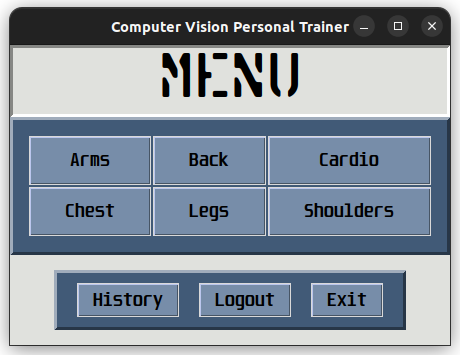 Computer Vision Personal Trainer
MENU
Arms Back Cardio
Chest Legs Shoulders
History Logout Exit